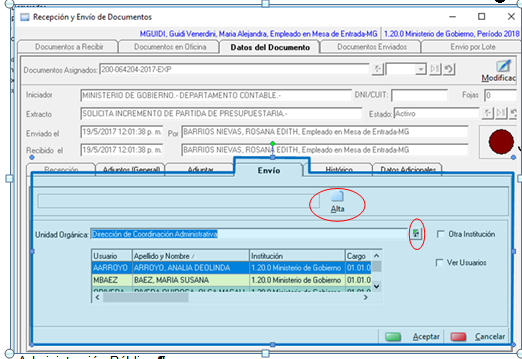 Recepción y Envío de Documentos
MGUIDI, Guidi Venerdini, Maria Alejandra, Empleado en Mesa de Entrada-MG 1.20.0 Ministerio de Gobierno, Período 2018
Documentos a Recibir Documentos en Oficina Datos del Documento Documentos Enviados Envío por Lote
Documentos Asignados: 200-064204-2017-EXP
Modificac
Iniciador MINISTERIO DE GOBIERNO.- DEPARTAMENTO CONTABLE.- DNI/CUIT: Fojas 0
Extracto SOLICITA INCREMENTO DE PARTIDA DE PRESUPUESTARIA.- Estado: Activo
Enviado el 19/5/2017 12:01:38 p. m. Por BARRIOS NIEVAS, ROSANA EDITH, Empleado en Mesa de Entrada-MG
Recibido el 19/5/2017 12:01:38 p. m. BARRIOS NIEVAS, ROSANA EDITH, Empleado en Mesa de Entrada-MG
Recepción Adjuntos (General) Adjuntar Envío Histórico Datos Adicionales
Alta
Unidad Orgánica: Dirección de Coordinación Administrativa Otra Institución
Usuario Apellido y Nombre / Institución Cargo
AARROYO ARROYO, ANALIA DEOLINDA 1.20.0 Ministerio de Gobierno 01.01.0
MBAEZ BAEZ, MARIA SUSANA 1.20.0 Ministerio de Gobierno 01.01.0
Ver Usuarios
Aceptar Cancelar
Administración Pública ¶